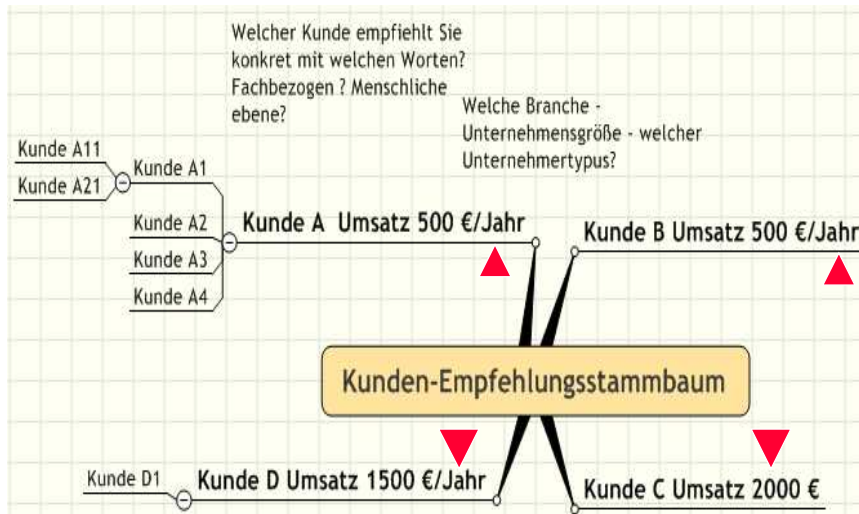 Welcher Kunde empfiehlt Sie
konkret mit welchen Worten?
Fachbezogen ? Menschliche
ebene?
Welche Branche -
Unternehmensgröße - welcher
Unternehmertypus?
Kunde A11
Kunde A21
Kunde A1
Kunde A2
Kunde A3
Kunde A4
Kunde A  Umsatz 500 €/Jahr
Kunde B Umsatz 500 €/Jahr
Kunden-Empfehlungsstammbaum
Kunde D1
Kunde D Umsatz 1500 €/Jahr
Kunde C Umsatz 2000 €